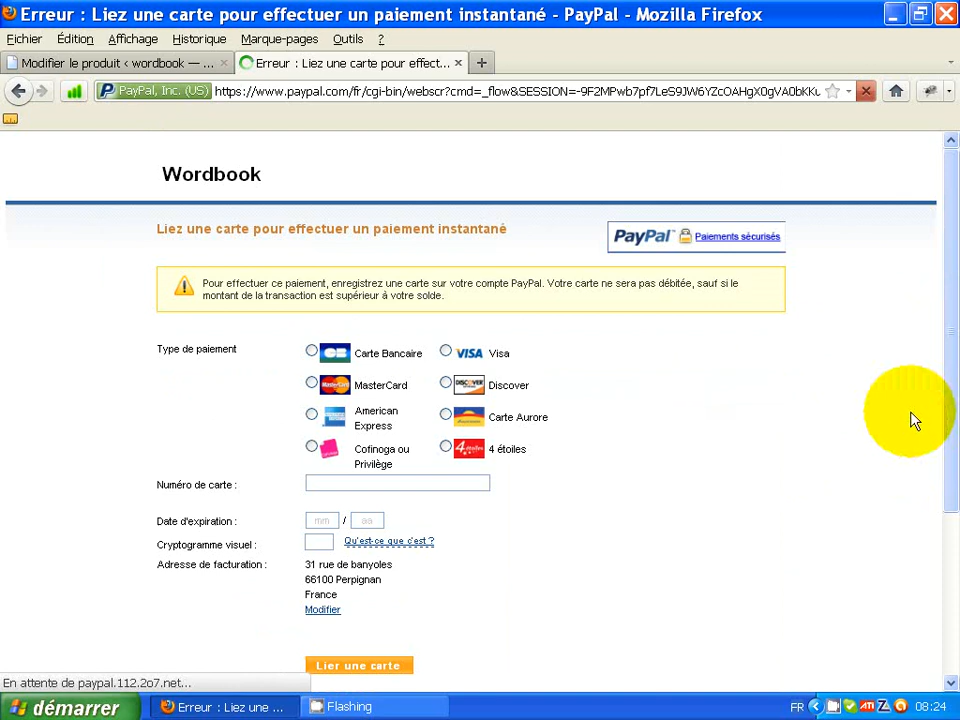 Erreur : Liez une carte pour effectuer un paiement instantané - PayPal - Mozilla Firefox
Fichier Édition Affichage Historique Marque-pages Outils ?
Modifier le produit ‹ wordbook — ... Erreur : Liez une carte pour effect...
PayPal, Inc. (US) https://www.paypal.com/fr/cgi-bin/webscr?cmd=_flow&SESSION=-9F2MPwb7pf7LeS9JW6YZcOAHgX0gVA0bKKu
Wordbook
Liez une carte pour effectuer un paiement instantané
PayPal Paiements sécurisés
Pour effectuer ce paiement, enregistrez une carte sur votre compte PayPal. Votre carte ne sera pas débitée, sauf si le
montant de la transaction est supérieur à votre solde.
Type de paiement
CB Carte Bancaire VISA Visa
MasterCard MasterCard DISCOVER Discover
American
Express
Carte Aurore
Cofinoga ou
Privilège
4étoiles 4 étoiles
Numéro de carte :
Date d'expiration : mm / aa
Cryptogramme visuel : Qu'est-ce que c'est ?
Adresse de facturation : 31 rue de banyoles
66100 Perpignan
France
Modifier
Lier une carte
En attente de paypal.112.2o7.net...
démarrer Erreur : Liez une ... Flashing FR ATI Z 08:24